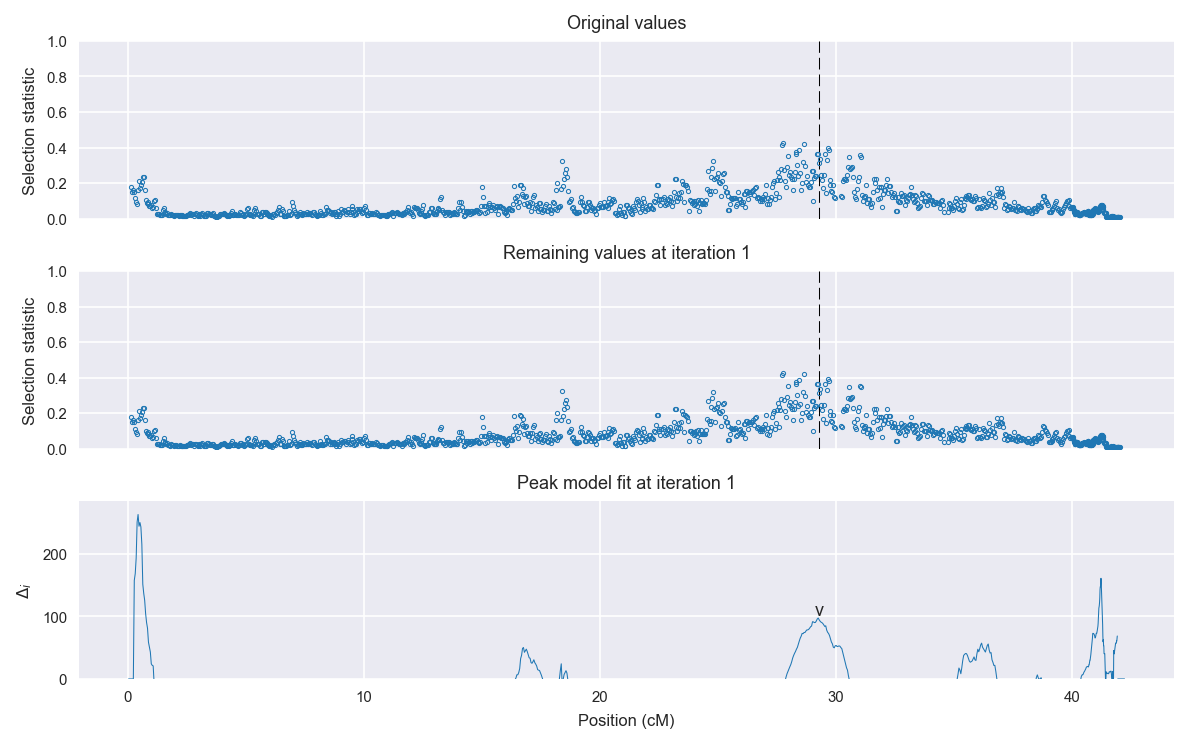 Original values
1.0
0.8
0.6
0.4
0.2
0.0
Selection statistic
Remaining values at iteration 1
1.0
0.8
0.6
0.4
0.2
0.0
Selection statistic
Peak model fit at iteration 1
200
100
0
Δi
v
0
10
20
30
40
Position (cM)